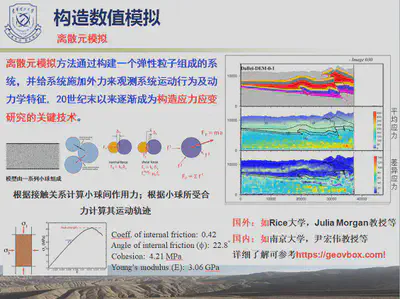 构造数值模拟
离散元模拟
离散元模拟方法通过构建一个弹性粒子组成的系
统,并给系统施加外力来观测系统运行行为及动
力学特征。20世纪末以来逐渐成为构造应力应变
研究的关键技术。
模型由一系列小球组成
根据接触关系计算小球间作用力;根据小球所受合
力计算其运动轨迹
Coeff. of internal friction: 0.42
Angle of internal friction (ϕ): 22.8°
Cohesion: 4.21 MPa
Young's modulus (E): 3.06 GPa
Dafist-DEM-0-1
Image 030
平均应力
差异应力
国外:如Rice大学,Julia Morgan教授等
国内:如南京大学,尹宏伟教授等
详细了解可参考https://geovbox.com!